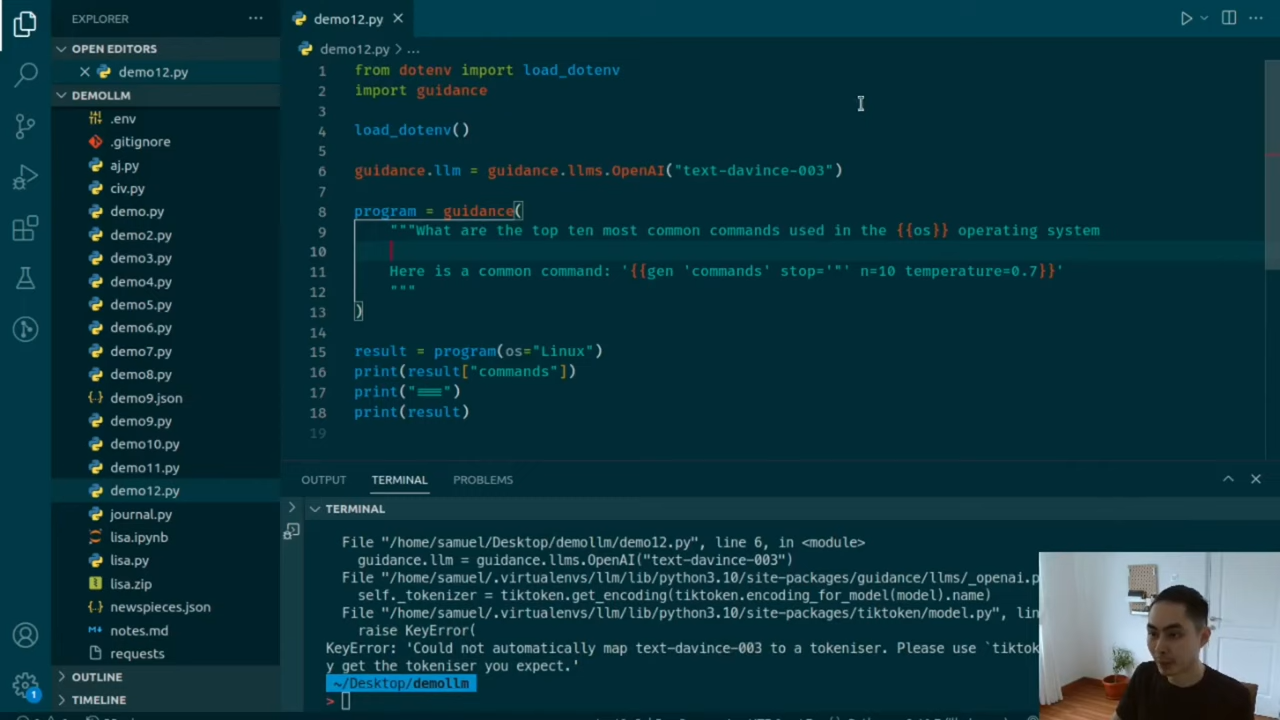 EXPLORER
OPEN EDITORS
demo12.py
DEMOLLM
.env
.gitignore
aj.py
civ.py
demo.py
demo2.py
demo3.py
demo4.py
demo5.py
demo6.py
demo7.py
demo8.py
demo9.json
demo9.py
demo10.py
demo11.py
demo12.py
journal.py
lisa.ipynb
lisa.py
lisa.zip
newspieces.json
notes.md
requests
OUTLINE
TIMELINE
1
demo12.py
demo12.py > ...
1 from dotenv import load_dotenv
2 import guidance
3
4 load_dotenv()
5
6 guidance.llm = guidance.llms.OpenAI("text-davince-003")
7
8 program = guidance(
9 """What are the top ten most common commands used in the {{os}} operating system
10
11 Here is a common command: '{{gen 'commands' stop='"' n=10 temperature=0.7}}'
12 """
13 )
14
15 result = program(os="Linux")
16 print(result["commands"])
17 print("===")
18 print(result)
19
OUTPUT TERMINAL PROBLEMS
TERMINAL
File "/home/samuel/Desktop/demollm/demo12.py", line 6, in <module>
guidance.llm = guidance.llms.OpenAI("text-davince-003")
File "/home/samuel/.virtualenvs/llm/lib/python3.10/site-packages/guidance/llms/_openai.p
self._tokenizer = tiktoken.get_encoding(tiktoken.encoding_for_model(model).name)
File "/home/samuel/.virtualenvs/llm/lib/python3.10/site-packages/tiktoken/model.py", lin
raise KeyError(
KeyError: 'Could not automatically map text-davince-003 to a tokeniser. Please use `tiktok
y get the tokeniser you expect.'
~/Desktop/demollm
>